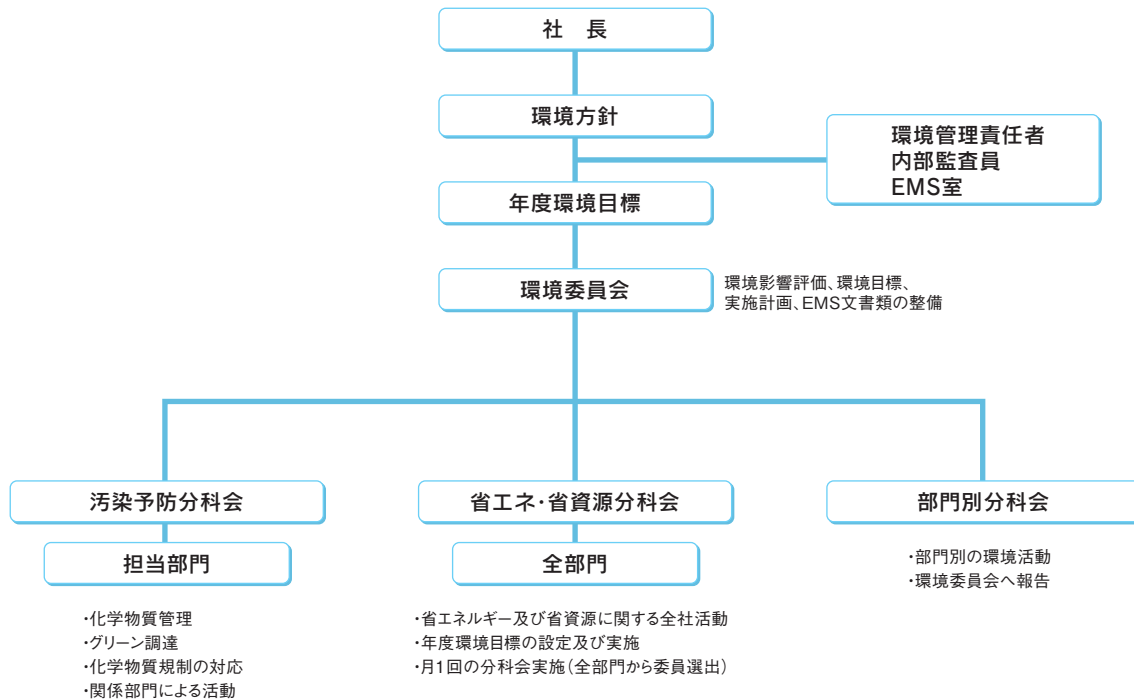 社　長
環境方針
環境管理責任者
内部監査員
EMS室
年度環境目標
環境委員会
環境影響評価、環境目標、
実施計画、EMS文書類の整備
汚染予防分科会
担当部門
・化学物質管理
・グリーン調達
・化学物質規制の対応
・関係部門による活動
省エネ・省資源分科会
全部門
・省エネルギー及び省資源に関する全社活動
・年度環境目標の設定及び実施
・月1回の分科会実施（全部門から委員選出）
部門別分科会
・部門別の環境活動
・環境委員会へ報告